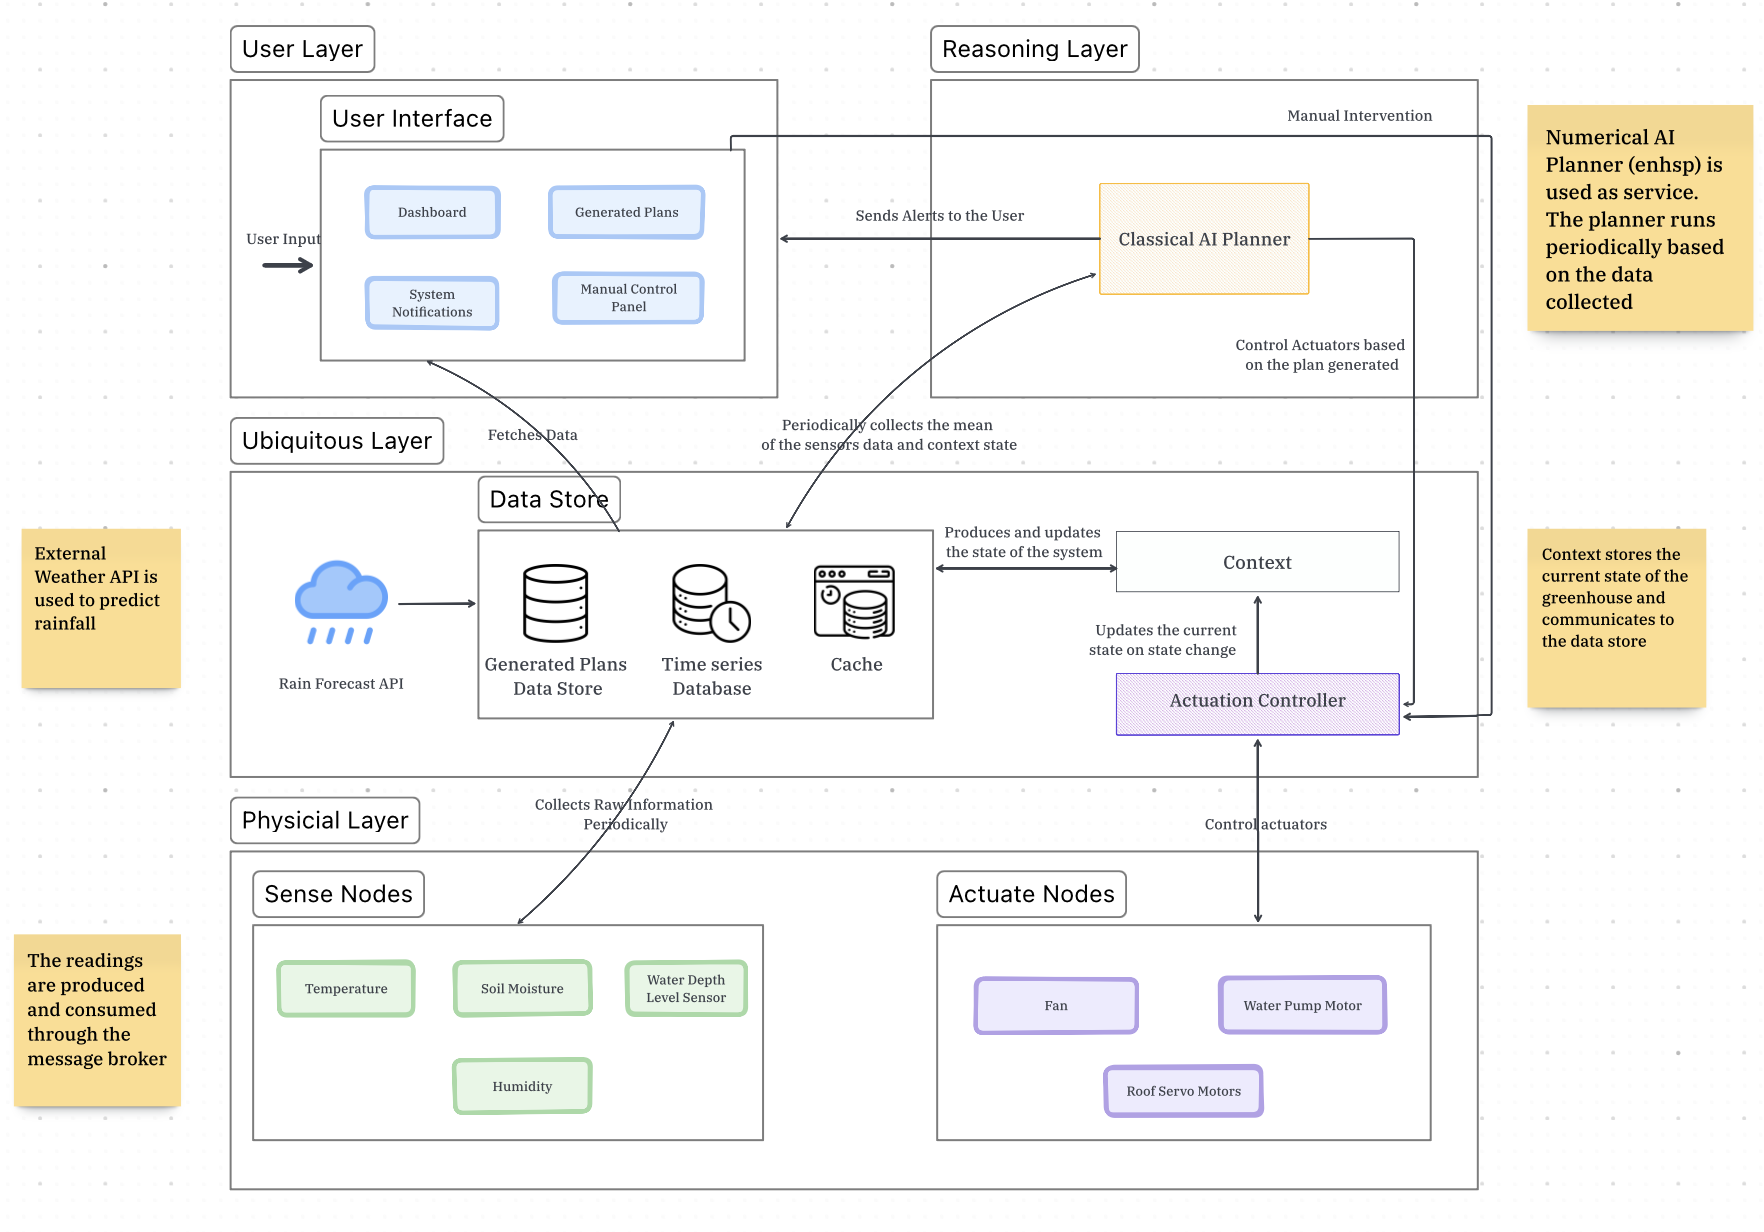 User Layer
Reasoning Layer
User Interface
Manual Intervention
Numerical AI
Planner (enhsp) is
used as service.
The planner runs
periodically based
on the data
collected
Dashboard
Generated Plans
Sends Alerts to the User
Classical AI Planner
User Input
System
Notifications
Manual Control
Panel
Control Actuators based
on the plan generated
Fetches Data
Periodically collects the mean
of the sensors data and context state
Ubiquitous Layer
Data Store
External
Weather API is
used to predict
rainfall
Produces and updates
the state of the system
Context
Context stores the
current state of the
greenhouse and
communicates to
the data store
Updates the current
state on state change
Generated Plans
Data Store
Time series
Database
Cache
Rain Forecast API
Actuation Controller
Physicial Layer
Collects Raw Information
Periodically
Control actuators
Sense Nodes
Actuate Nodes
The readings
are produced
and consumed
through the
message broker
Temperature
Soil Moisture
Water Depth
Level Sensor
Fan
Water Pump Motor
Humidity
Roof Servo Motors